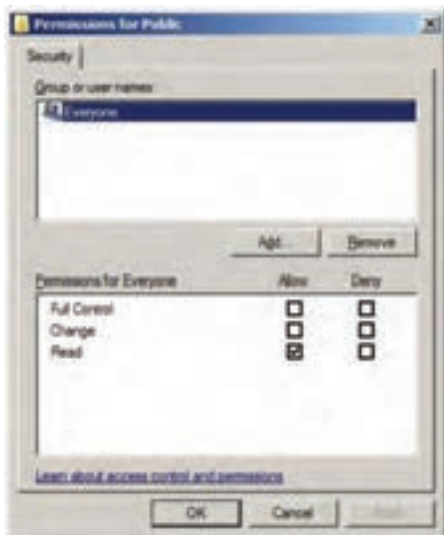 Permissions for Public
Security
Group or user names:
Everyone
Add...
Remove
Permissions for Everyone
Allow
Deny
Full Control
Change
Read
Learn about access control and permissions
OK
Cancel
Apply